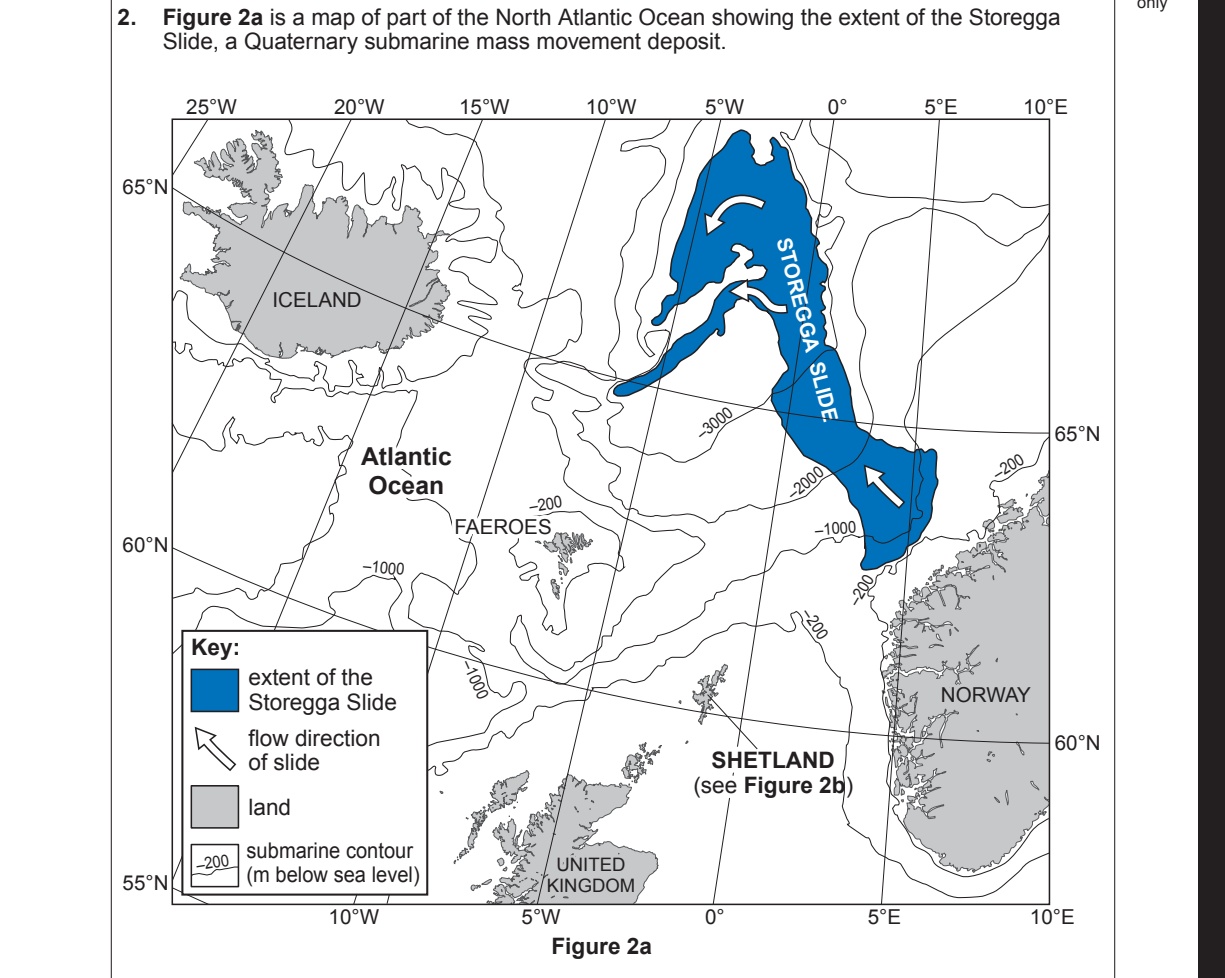 only
2. Figure 2a is a map of part of the North Atlantic Ocean showing the extent of the Storegga
Slide, a Quaternary submarine mass movement deposit.
25°W 20°W 15°W 10°W 5°W 0° 5°E 10°E
65°N
ICELAND
STOREGGA SLIDE
–3000
65°N
Atlantic
Ocean
–200
–2000
–200
FAEROES
–1000
60°N
–1000
–200
–200
Key:
extent of the
Storegga Slide
–1000
NORWAY
flow direction
of slide
60°N
SHETLAND
(see Figure 2b)
land
–200
submarine contour
(m below sea level)
UNITED
KINGDOM
55°N
10°W 5°W 0° 5°E 10°E
Figure 2a